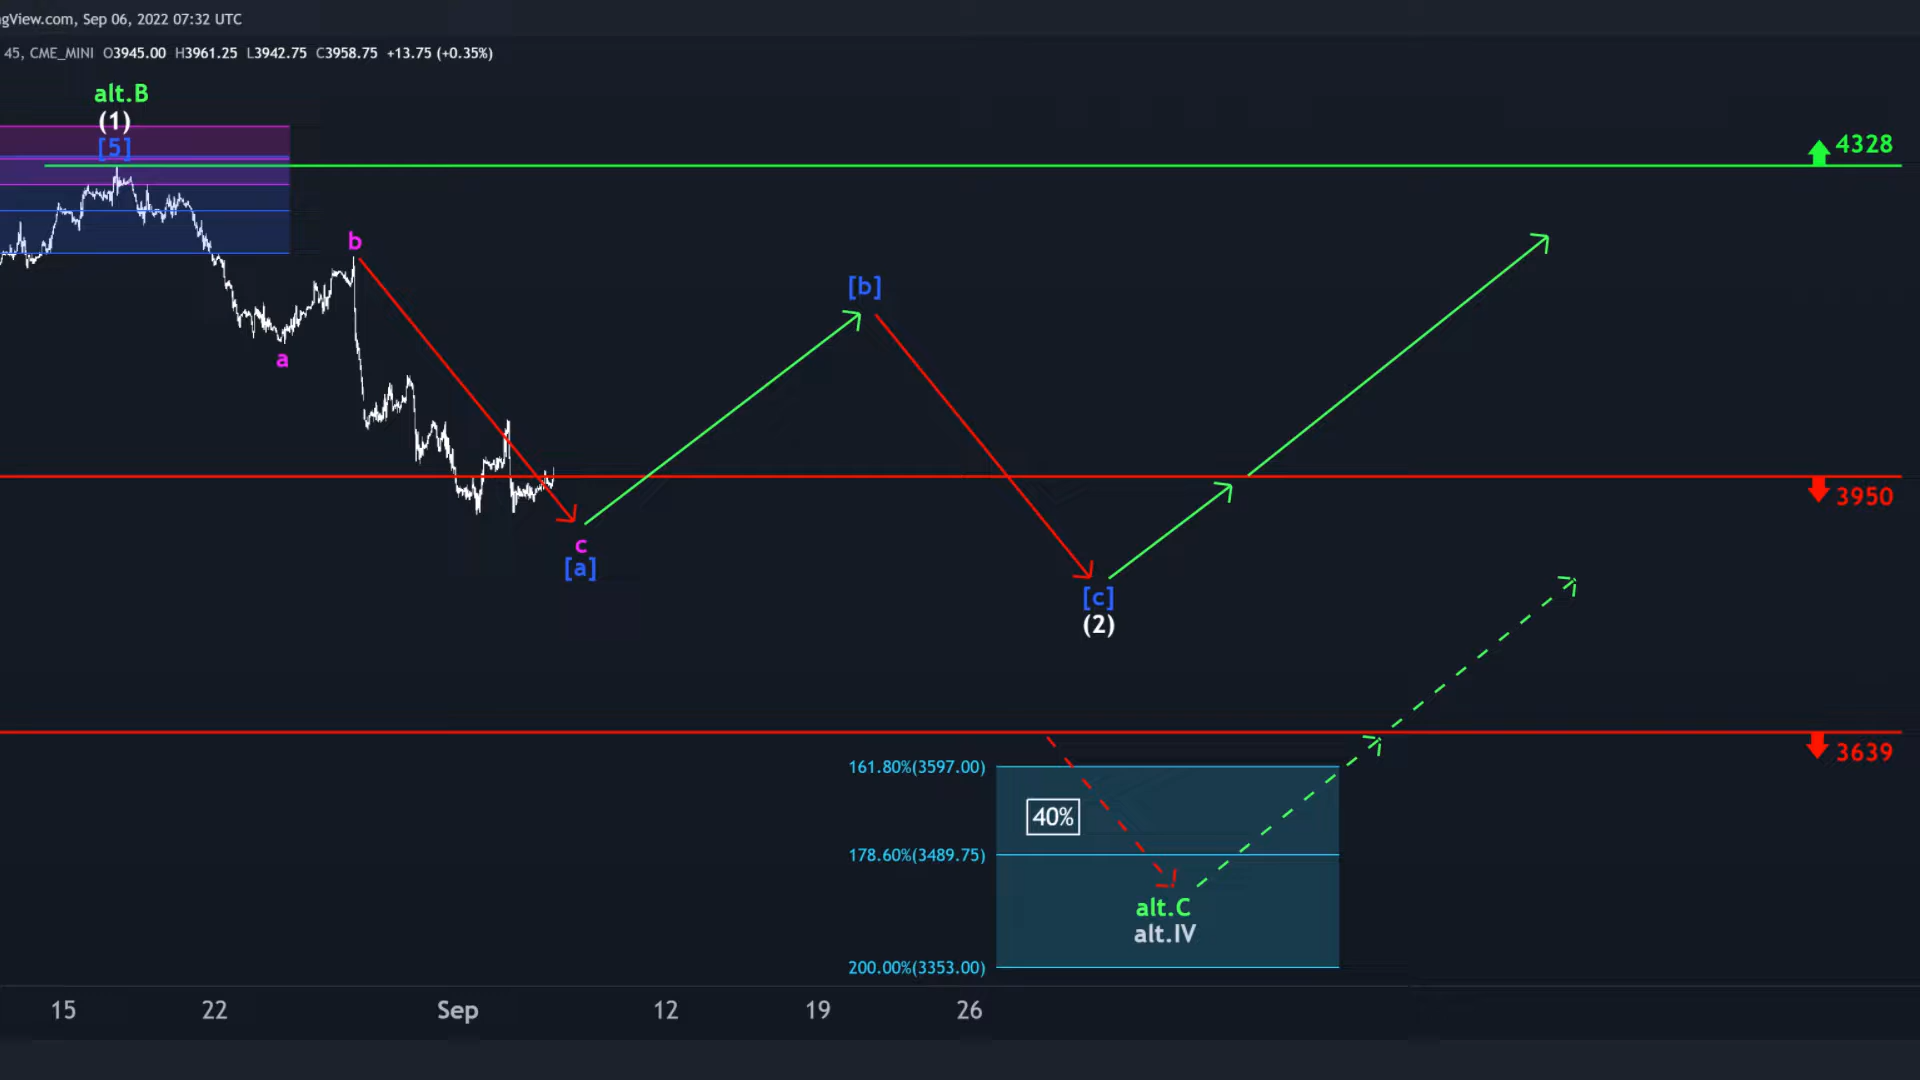 gView.com, Sep 06, 2022 07:32 UTC
45, CME_MINI O3945.00 H3961.25 L3942.75 C3958.75 +13.75 (+0.35%)
alt.B
(1)
[5]
4328
b
[b]
a
3950
c
[a]
[c]
(2)
3639
161.80%(3597.00)
40%
178.60%(3489.75)
alt.C
alt.IV
200.00%(3353.00)
15 22 Sep 12 19 26